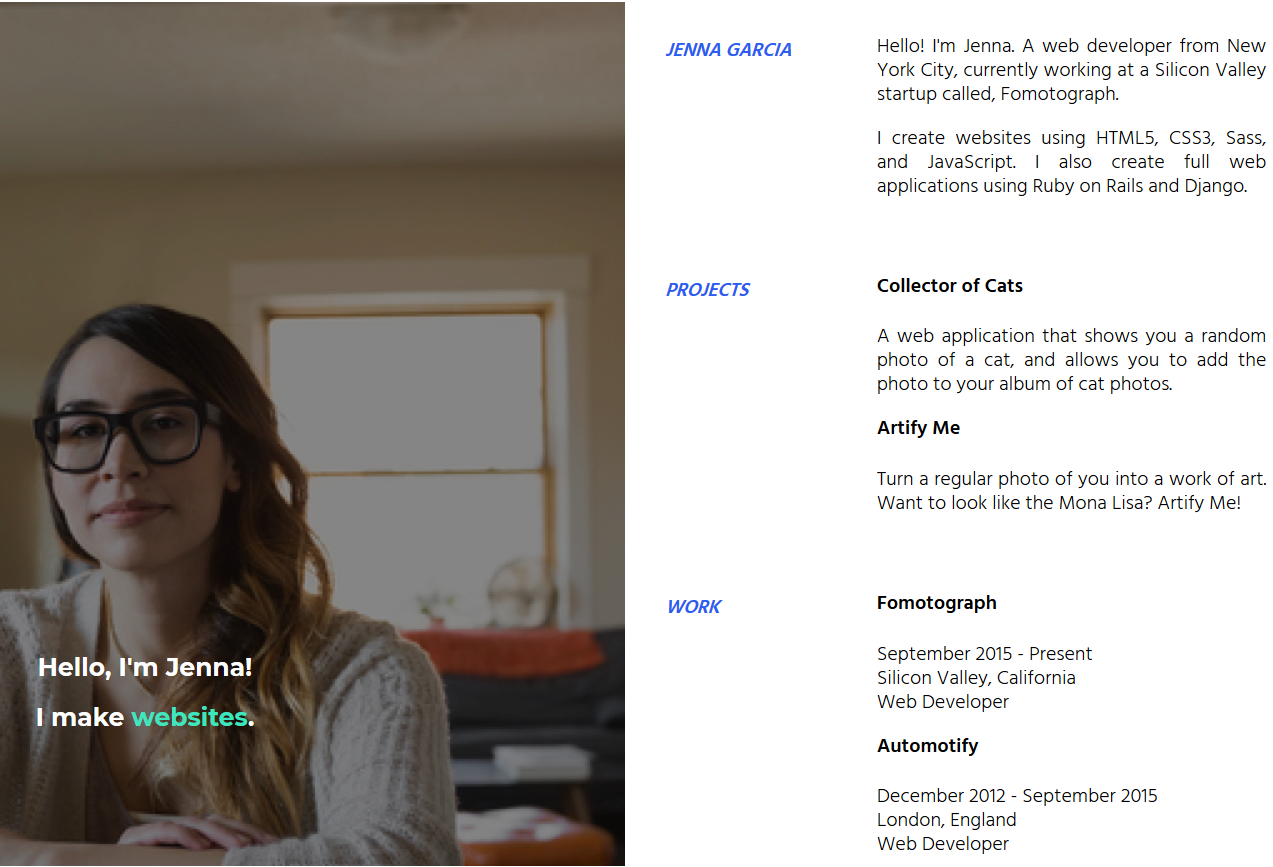 Hello, I'm Jenna!
I make websites.
JENNA GARCIA
Hello! I'm Jenna. A web developer from New
York City, currently working at a Silicon Valley
startup called, Fomotograph.
I create websites using HTML5, CSS3, Sass,
and JavaScript. I also create full web
applications using Ruby on Rails and Django.
PROJECTS
Collector of Cats
A web application that shows you a random
photo of a cat, and allows you to add the
photo to your album of cat photos.
Artify Me
Turn a regular photo of you into a work of art.
Want to look like the Mona Lisa? Artify Me!
WORK
Fomotograph
September 2015 - Present
Silicon Valley, California
Web Developer
Automotify
December 2012 - September 2015
London, England
Web Developer